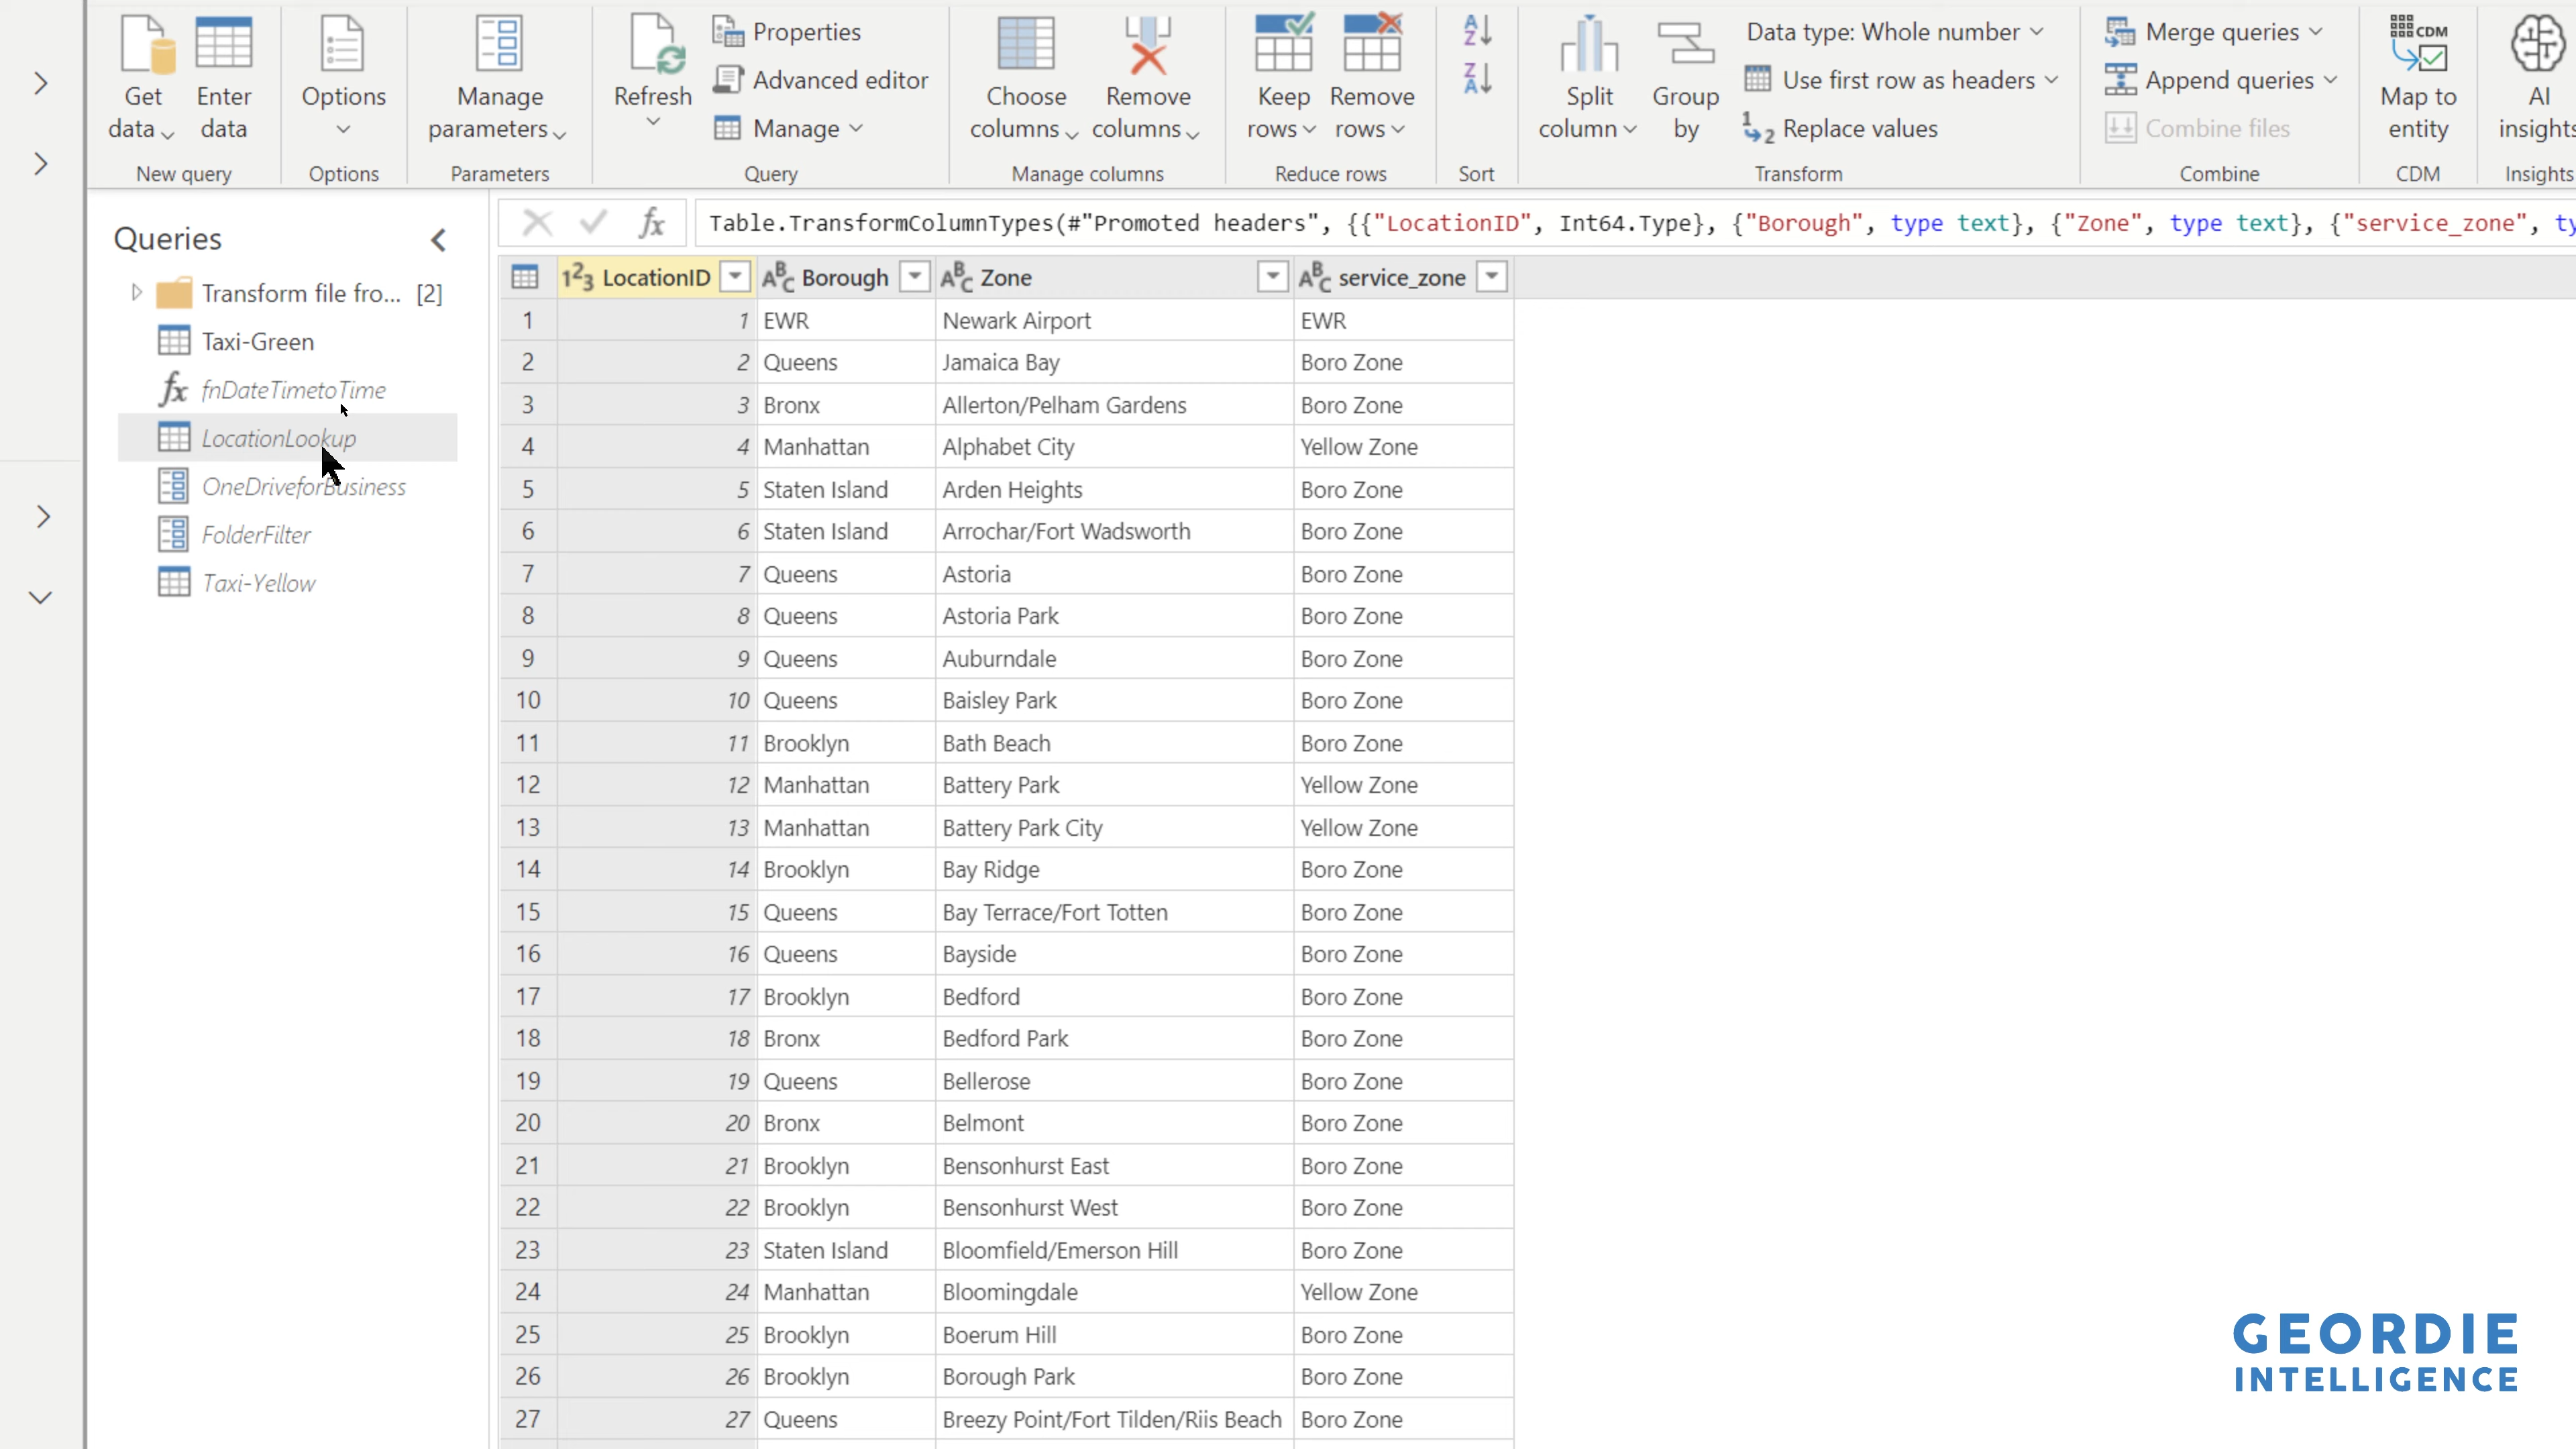 Get data
Enter data
New query
Options
Options
Manage parameters
Parameters
Refresh
Properties
Advanced editor
Manage
Query
Choose columns
Remove columns
Manage columns
Keep rows
Remove rows
Reduce rows
A Z
Z A
Sort
Split column
Group by
Data type: Whole number
Use first row as headers
1 2 Replace values
Transform
Merge queries
Append queries
Combine files
Combine
CDM
Map to entity
CDM
AI insights
Insights
Queries
Transform file fro... [2]
Taxi-Green
fx fnDateTimetoTime
LocationLookup
OneDriveforBusiness
FolderFilter
Taxi-Yellow
fx Table.TransformColumnTypes(#"Promoted headers", {{"LocationID", Int64.Type}, {"Borough", type text}, {"Zone", type text}, {"service_zone", ty
123 LocationID ABC Borough ABC Zone ABC service_zone
1 1 EWR Newark Airport EWR
2 2 Queens Jamaica Bay Boro Zone
3 3 Bronx Allerton/Pelham Gardens Boro Zone
4 4 Manhattan Alphabet City Yellow Zone
5 5 Staten Island Arden Heights Boro Zone
6 6 Staten Island Arrochar/Fort Wadsworth Boro Zone
7 7 Queens Astoria Boro Zone
8 8 Queens Astoria Park Boro Zone
9 9 Queens Auburndale Boro Zone
10 10 Queens Baisley Park Boro Zone
11 11 Brooklyn Bath Beach Boro Zone
12 12 Manhattan Battery Park Yellow Zone
13 13 Manhattan Battery Park City Yellow Zone
14 14 Brooklyn Bay Ridge Boro Zone
15 15 Queens Bay Terrace/Fort Totten Boro Zone
16 16 Queens Bayside Boro Zone
17 17 Brooklyn Bedford Boro Zone
18 18 Bronx Bedford Park Boro Zone
19 19 Queens Bellerose Boro Zone
20 20 Bronx Belmont Boro Zone
21 21 Brooklyn Bensonhurst East Boro Zone
22 22 Brooklyn Bensonhurst West Boro Zone
23 23 Staten Island Bloomfield/Emerson Hill Boro Zone
24 24 Manhattan Bloomingdale Yellow Zone
25 25 Brooklyn Boerum Hill Boro Zone
26 26 Brooklyn Borough Park Boro Zone
27 27 Queens Breezy Point/Fort Tilden/Riis Beach Boro Zone
GEORDIE
INTELLIGENCE